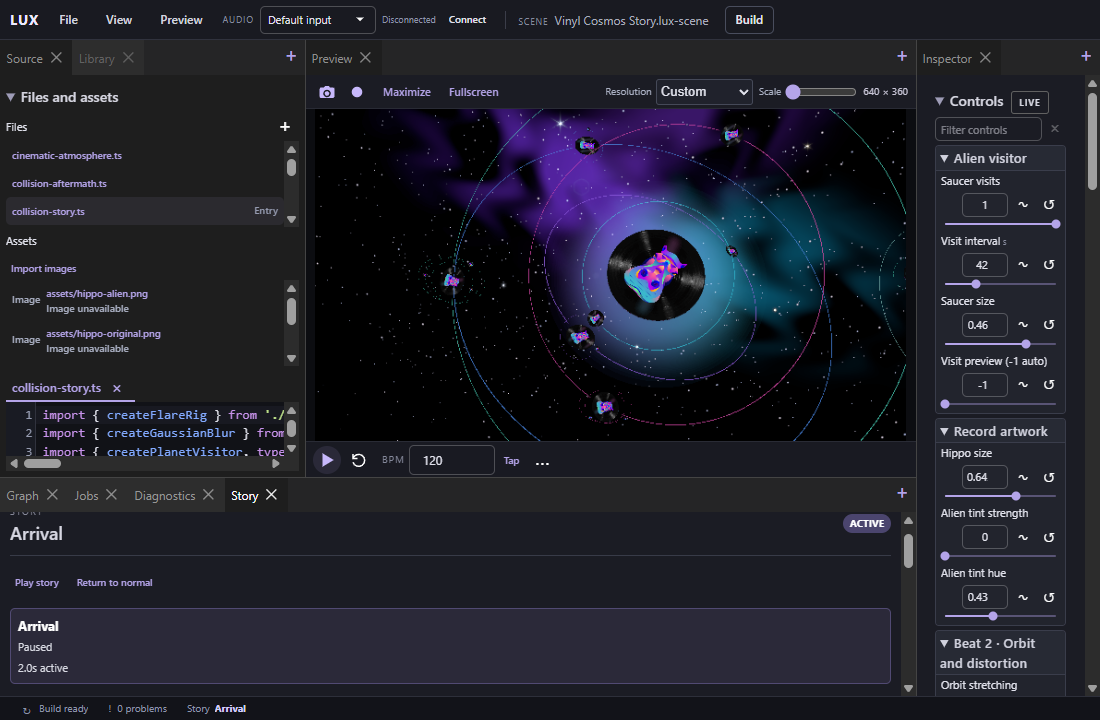 LUX File View Preview AUDIO Default input Disconnected Connect SCENE Vinyl Cosmos Story.lux-scene Build
Source Library +
Files and assets
Files +
cinematic-atmosphere.ts
collision-aftermath.ts
collision-story.ts Entry
Assets
Import images
Image assets/hippo-alien.png
Image unavailable
Image assets/hippo-original.png
Image unavailable
collision-story.ts
1 import { createFlareRig } from './
2 import { createGaussianBlur } from
3 import { createPlanetVisitor, type
Preview +
Maximize Fullscreen Resolution Custom Scale 640 × 360
BPM 120 Tap ...
Graph Jobs Diagnostics Story +
STORY
Arrival ACTIVE
Play story Return to normal
Arrival
Paused
2.0s active
Inspector +
Controls LIVE
Filter controls
Alien visitor
Saucer visits
1
Visit interval s
42
Saucer size
0.46
Visit preview (-1 auto)
-1
Record artwork
Hippo size
0.64
Alien tint strength
0
Alien tint hue
0.43
Beat 2 · Orbit
and distortion
Orbit stretching
Build ready ! 0 problems Story Arrival